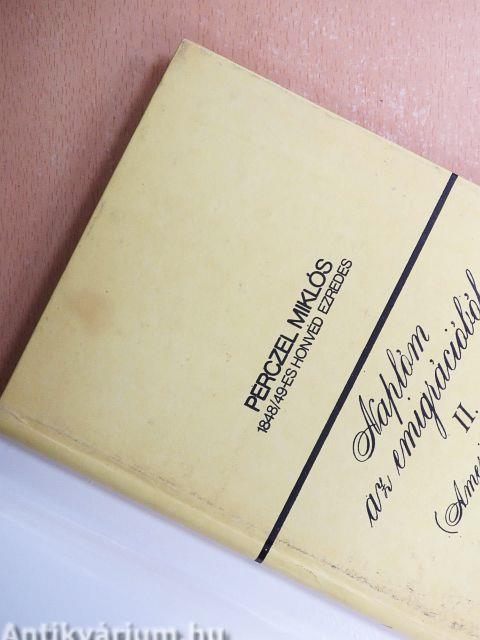 PERCZEL MIKLÓS
1848/49-ES HONVÉD EZREDES
Naplóm
az emigrációból
II.
Antikvárium.hu